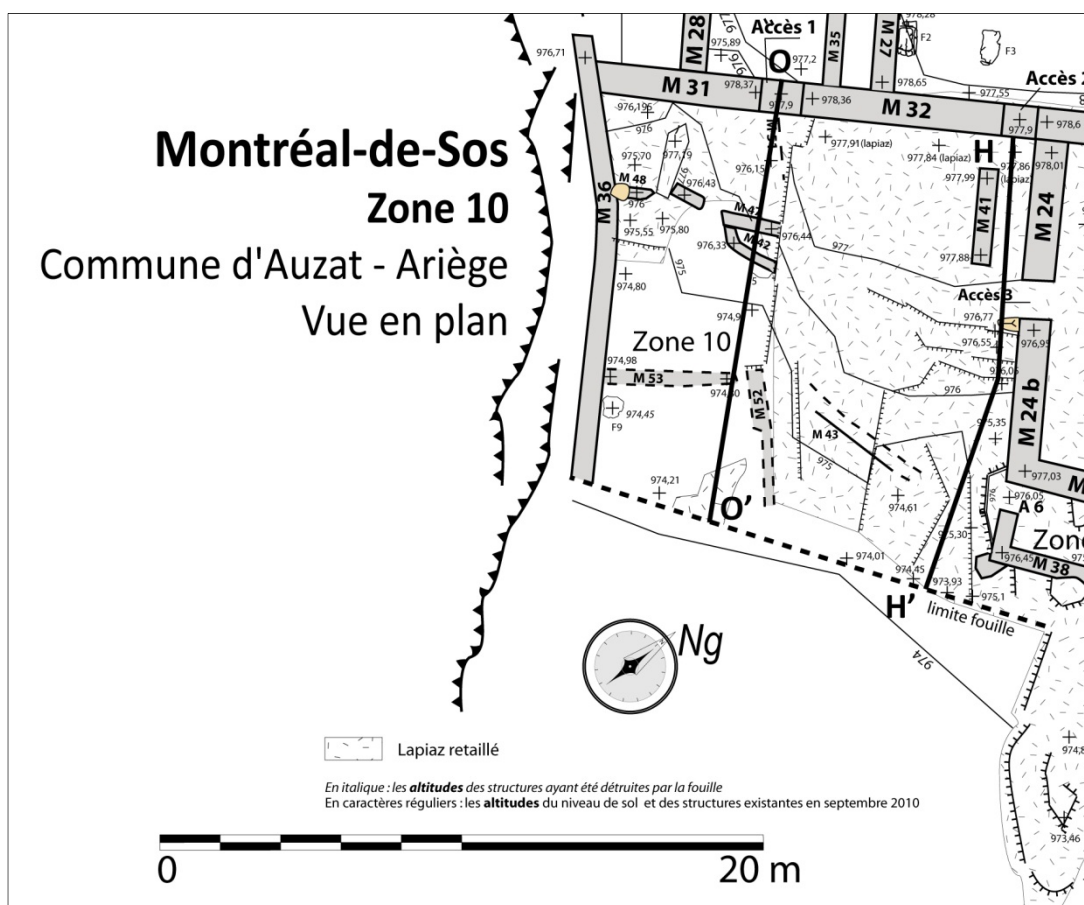 978,28
M 28
975,89
976
Accès 1
M 35
M 27
F2
F3
976,71
O
977,2
978,65
Accès 2
M 31
978,37
977,9
978,36
M 32
977,55
977,9
978,6
Montréal-de-Sos
Zone 10
Commune d'Auzat - Ariège
Vue en plan
976,196
976
977,19
977,91(lapiaz)
977,84 (lapiaz)
H
977,86
(lapiaz)
978,01
975,70
976,15
977,99
M 36
M 48
976
976,43
M 41
M 24
975,55
975,80
M 42
976,33
M 42
976,44
977
977,88
975
974,80
974,9
Accès 3
976,77
976,95
Zone 10
976,55
974,98
M 53
976
M 52
974,45
F9
M 43
975,35
M 24 b
975
977,03
974,21
974,61
976
976,05
A 6
O'
975,30
Zone
976,45
M 38
974,01
974,45
973,93
975,1
H'
limite fouille
Ng
974
Lapiaz retaillé
En italique : les altitudes des structures ayant été détruites par la fouille
En caractères réguliers : les altitudes du niveau de sol et des structures existantes en septembre 2010
973,46
0
20 m